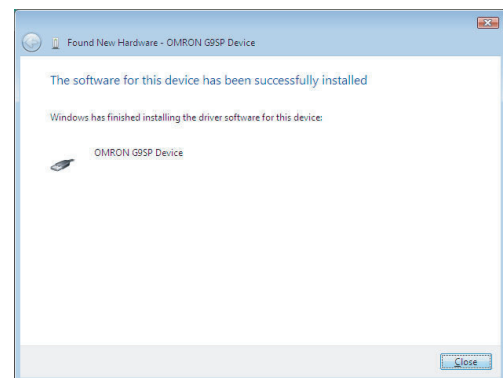 Found New Hardware - OMRON G9SP Device
The software for this device has been successfully installed
Windows has finished installing the driver software for this device:
OMRON G9SP Device
Close